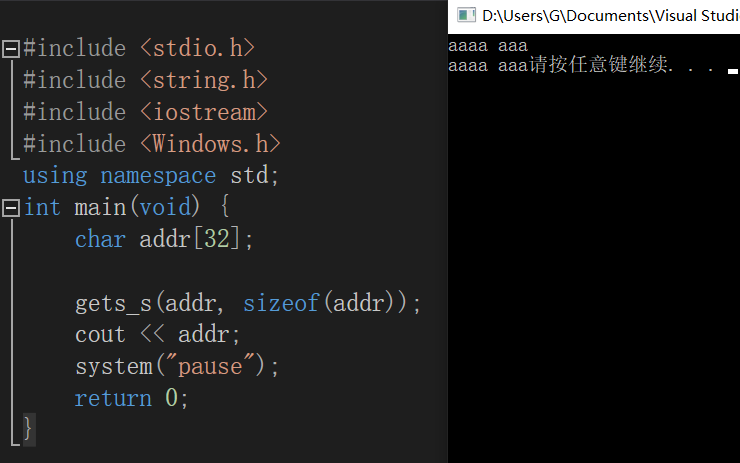 #include <stdio.h>
#include <string.h>
#include <iostream>
#include <Windows.h>
using namespace std;
int main(void) {
    char addr[32];
    gets_s(addr, sizeof(addr));
    cout << addr;
    system("pause");
    return 0;
}
D:\Users\G\Documents\Visual Studi
aaaa aaa
aaaa aaa请按任意键继续. . .